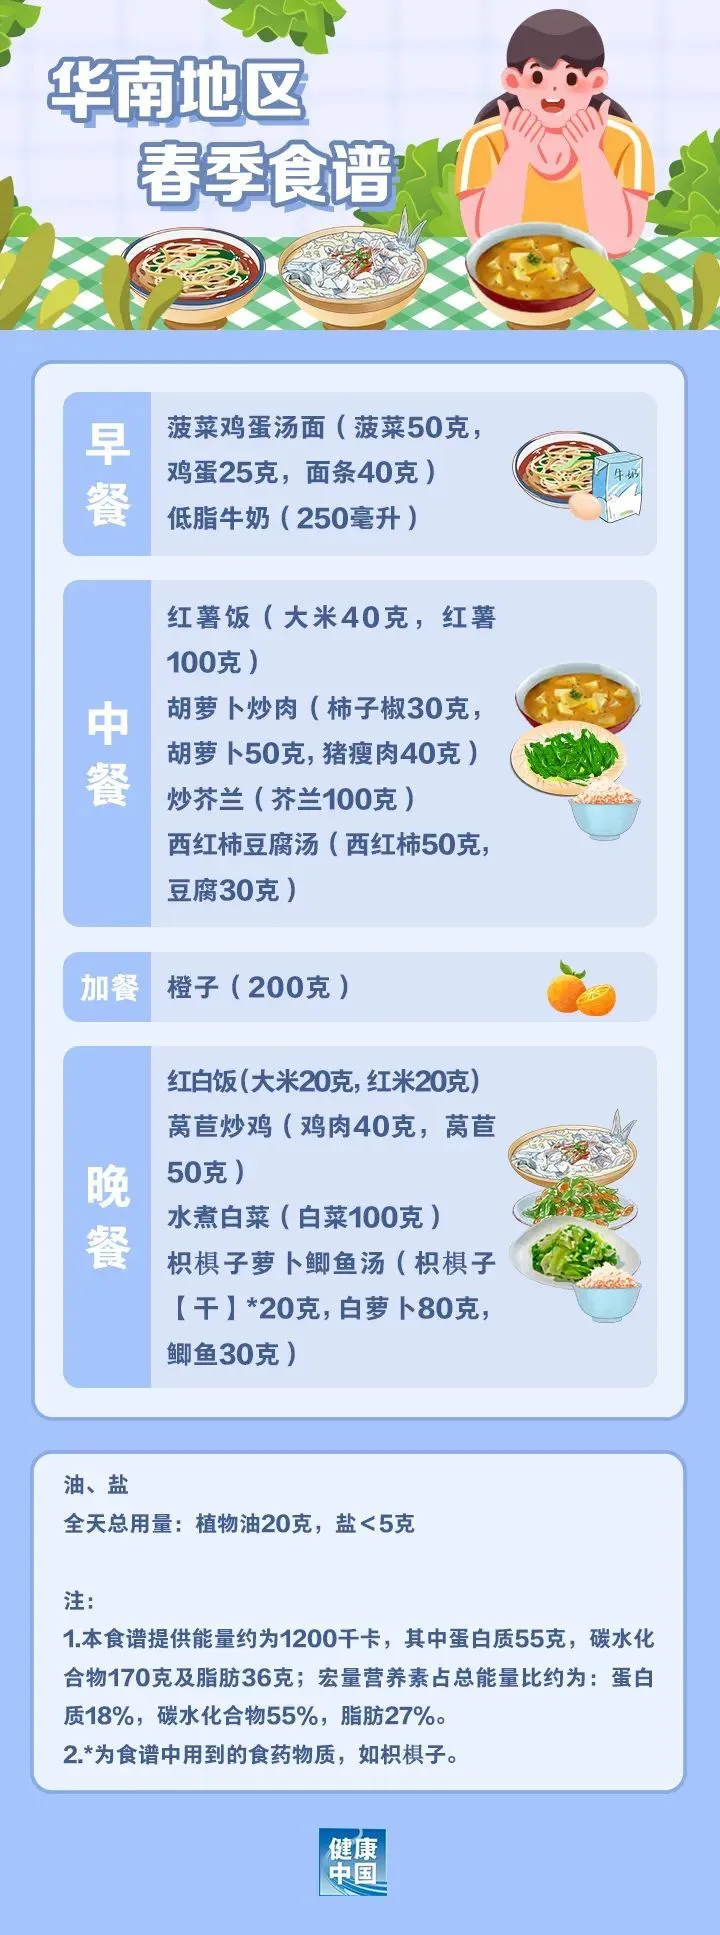 华南地区
春季食谱
早餐
菠菜鸡蛋汤面（菠菜50克，
鸡蛋25克，面条40克）
低脂牛奶（250毫升）
牛奶
中餐
红薯饭（大米40克，红薯
100克）
胡萝卜炒肉（柿子椒30克，
胡萝卜50克，猪瘦肉40克）
炒芥兰（芥兰100克）
西红柿豆腐汤（西红柿50克，
豆腐30克）
加餐
橙子（200克）
晚餐
红白饭（大米20克，红米20克）
莴苣炒鸡（鸡肉40克，莴苣
50克）
水煮白菜（白菜100克）
枳椇子萝卜鲫鱼汤（枳椇子
【干】*20克，白萝卜80克，
鲫鱼30克）
油、盐
全天总用量：植物油20克，盐＜5克
注：
1.本食谱提供能量约为1200千卡，其中蛋白质55克，碳水化
合物170克及脂肪36克；宏量营养素占总能量比约为：蛋白
质18%，碳水化合物55%，脂肪27%。
2.*为食谱中用到的食药物质，如枳椇子。
健康
中国